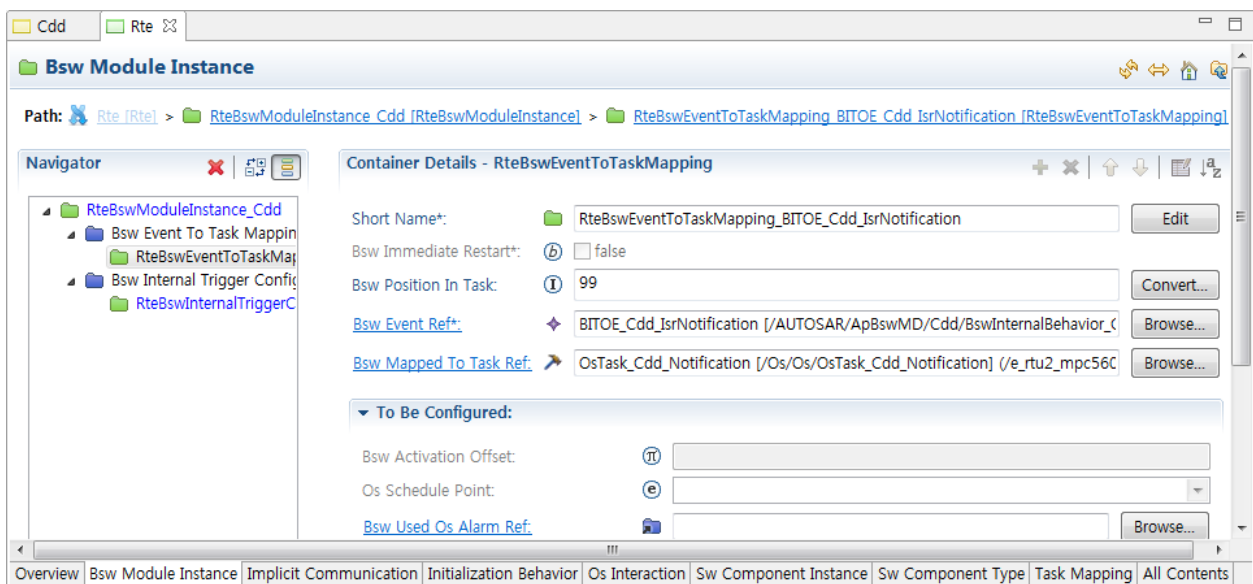 Cdd Rte
Bsw Module Instance
Path: Rte [Rte] > RteBswModuleInstance_Cdd [RteBswModuleInstance] > RteBswEventToTaskMapping_BITOE_Cdd_IsrNotification [RteBswEventToTaskMapping]
Navigator
RteBswModuleInstance_Cdd
Bsw Event To Task Mappin
RteBswEventToTaskMap
Bsw Internal Trigger Config
RteBswInternalTriggerC
Container Details - RteBswEventToTaskMapping
Short Name*: RteBswEventToTaskMapping_BITOE_Cdd_IsrNotification Edit
Bsw Immediate Restart*: false
Bsw Position In Task: 99 Convert...
Bsw Event Ref*: BITOE_Cdd_IsrNotification [/AUTOSAR/ApBswMD/Cdd/BswInternalBehavior_C Browse...
Bsw Mapped To Task Ref: OsTask_Cdd_Notification [/Os/Os/OsTask_Cdd_Notification] (/e_rtu2_mpc560 Browse...
To Be Configured:
Bsw Activation Offset:
Os Schedule Point:
Bsw Used Os Alarm Ref: Browse...
Overview Bsw Module Instance Implicit Communication Initialization Behavior Os Interaction Sw Component Instance Sw Component Type Task Mapping All Contents